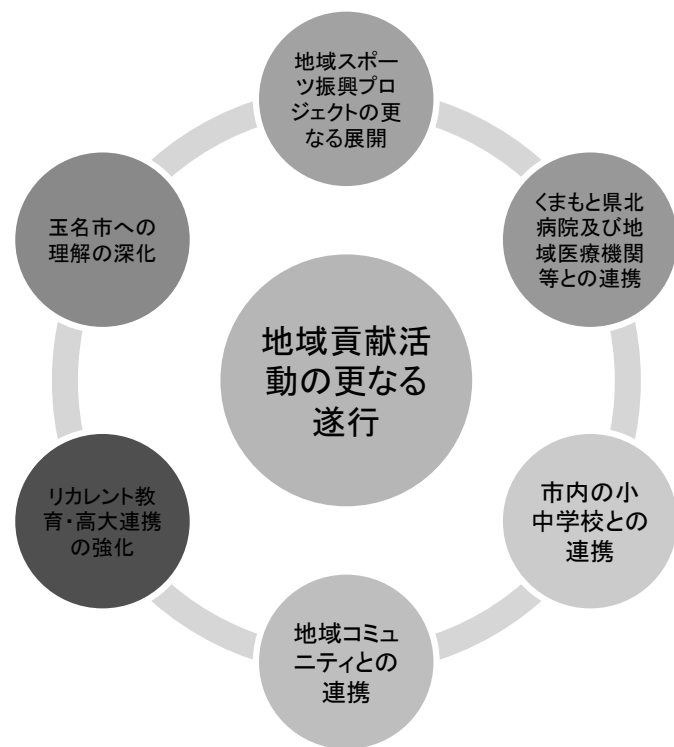 地域スポー
ツ振興プロ
ジェクトの更
なる展開
くまもと県北
病院及び地
域医療機関
等との連携
市内の小
中学校との
連携
地域コミュ
ニティとの
連携
リカレント教
育・高大連携
の強化
玉名市への
理解の深化
地域貢献活
動の更なる
遂行